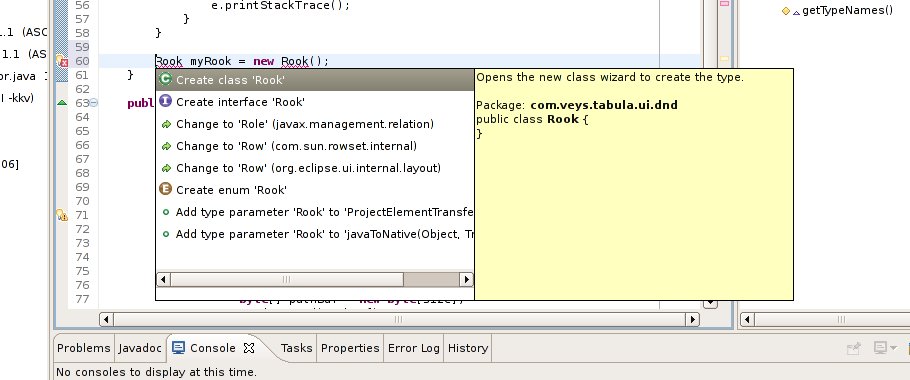 56 e.printStackTrace();
57 }
1.1 (ASC
58 }
59
1.1 (ASC
60 Rook myRook = new Rook();
or.java
61 }
I -kkv)
63 publ
64
65
66
67
06]
68
69
70
71
72
73
74
75
76
77 byte[] pathBuf = new byte[size];
Create class 'Rook'
Create interface 'Rook'
Change to 'Role' (javax.management.relation)
Change to 'Row' (com.sun.rowset.internal)
Change to 'Row' (org.eclipse.ui.internal.layout)
Create enum 'Rook'
Add type parameter 'Rook' to 'ProjectElementTransfe
Add type parameter 'Rook' to 'javaToNative(Object, Tr
Opens the new class wizard to create the type.
Package: com.veys.tabula.ui.dnd
public class Rook {
}
getTypeNames()
Problems Javadoc Console Tasks Properties Error Log History
No consoles to display at this time.